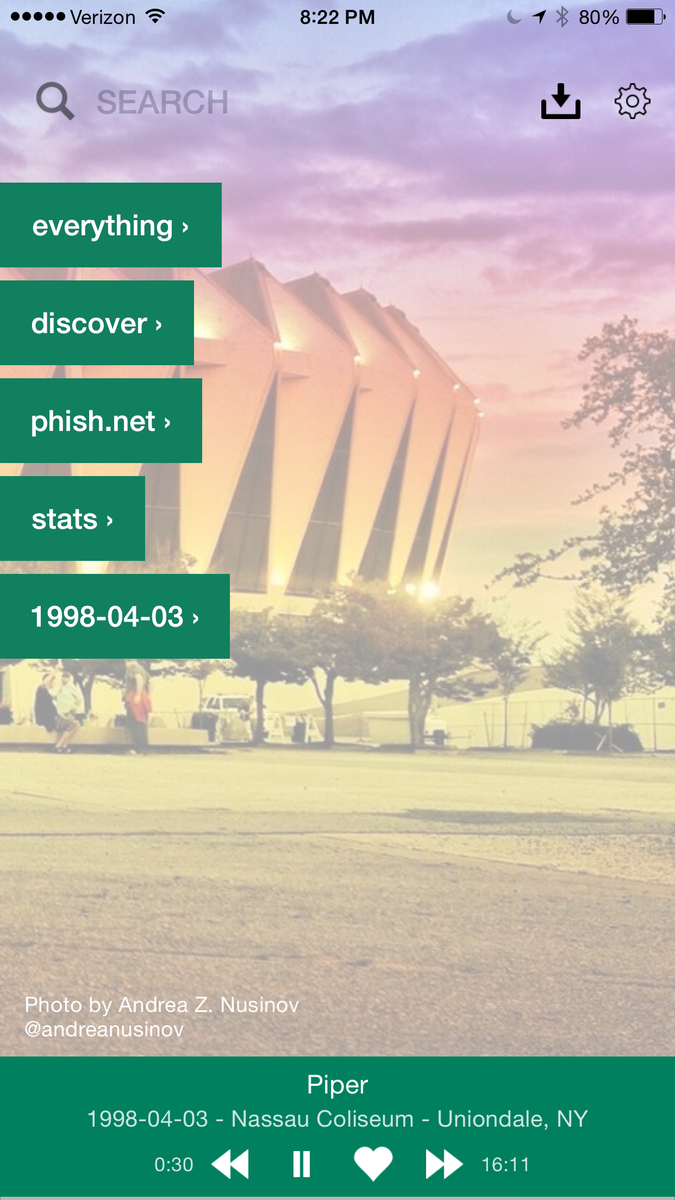 Verizon 8:22 PM 80%
SEARCH
everything ›
discover ›
phish.net ›
stats ›
1998-04-03 ›
Photo by Andrea Z. Nusinov
@andreanusinov
Piper
1998-04-03 - Nassau Coliseum - Uniondale, NY
0:30 16:11